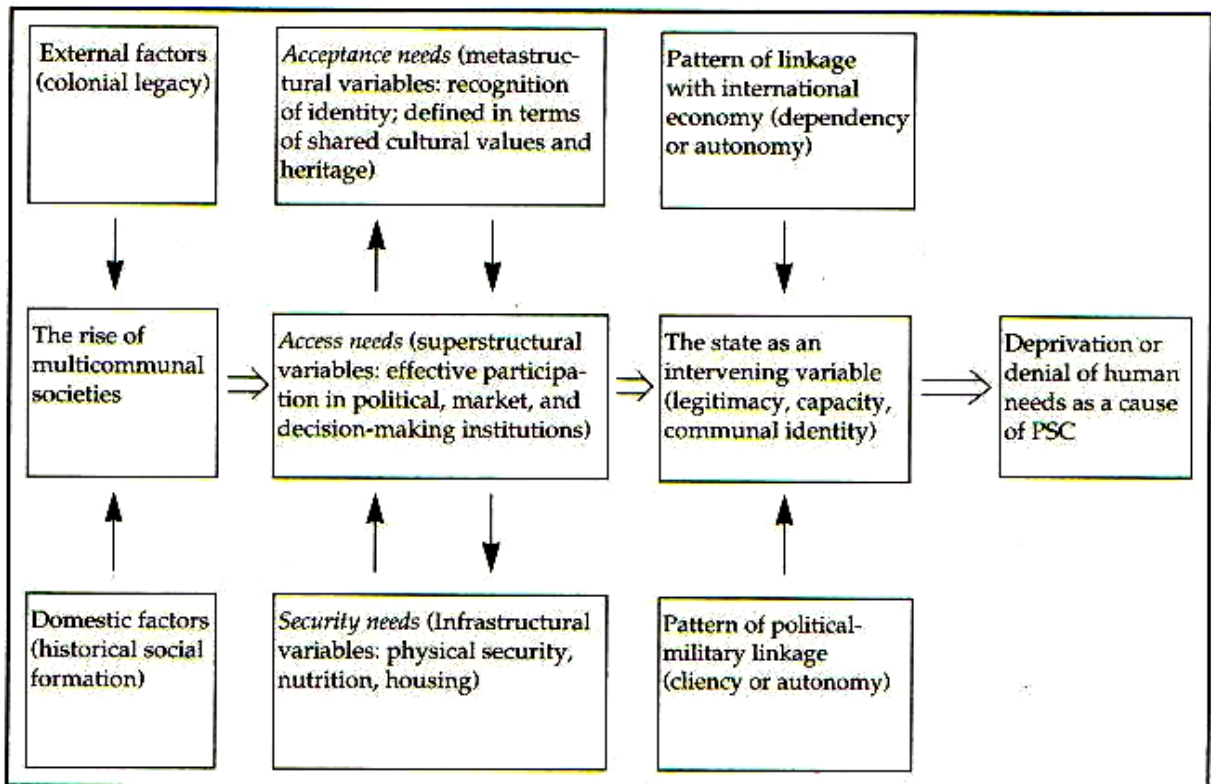 External factors
(colonial legacy)
Acceptance needs (metastruc-
tural variables: recognition
of identity; defined in terms
of shared cultural values and
heritage)
Pattern of linkage
with international
economy (dependency
or autonomy)
The rise of
multicommunal
societies
Access needs (superstructural
variables: effective participa-
tion in political, market, and
decision-making institutions)
The state as an
intervening variable
(legitimacy, capacity,
communal identity)
Deprivation or
denial of human
needs as a cause
of PSC
Domestic factors
(historical social
formation)
Security needs (Infrastructural
variables: physical security,
nutrition, housing)
Pattern of political-
military linkage
(cliency or autonomy)